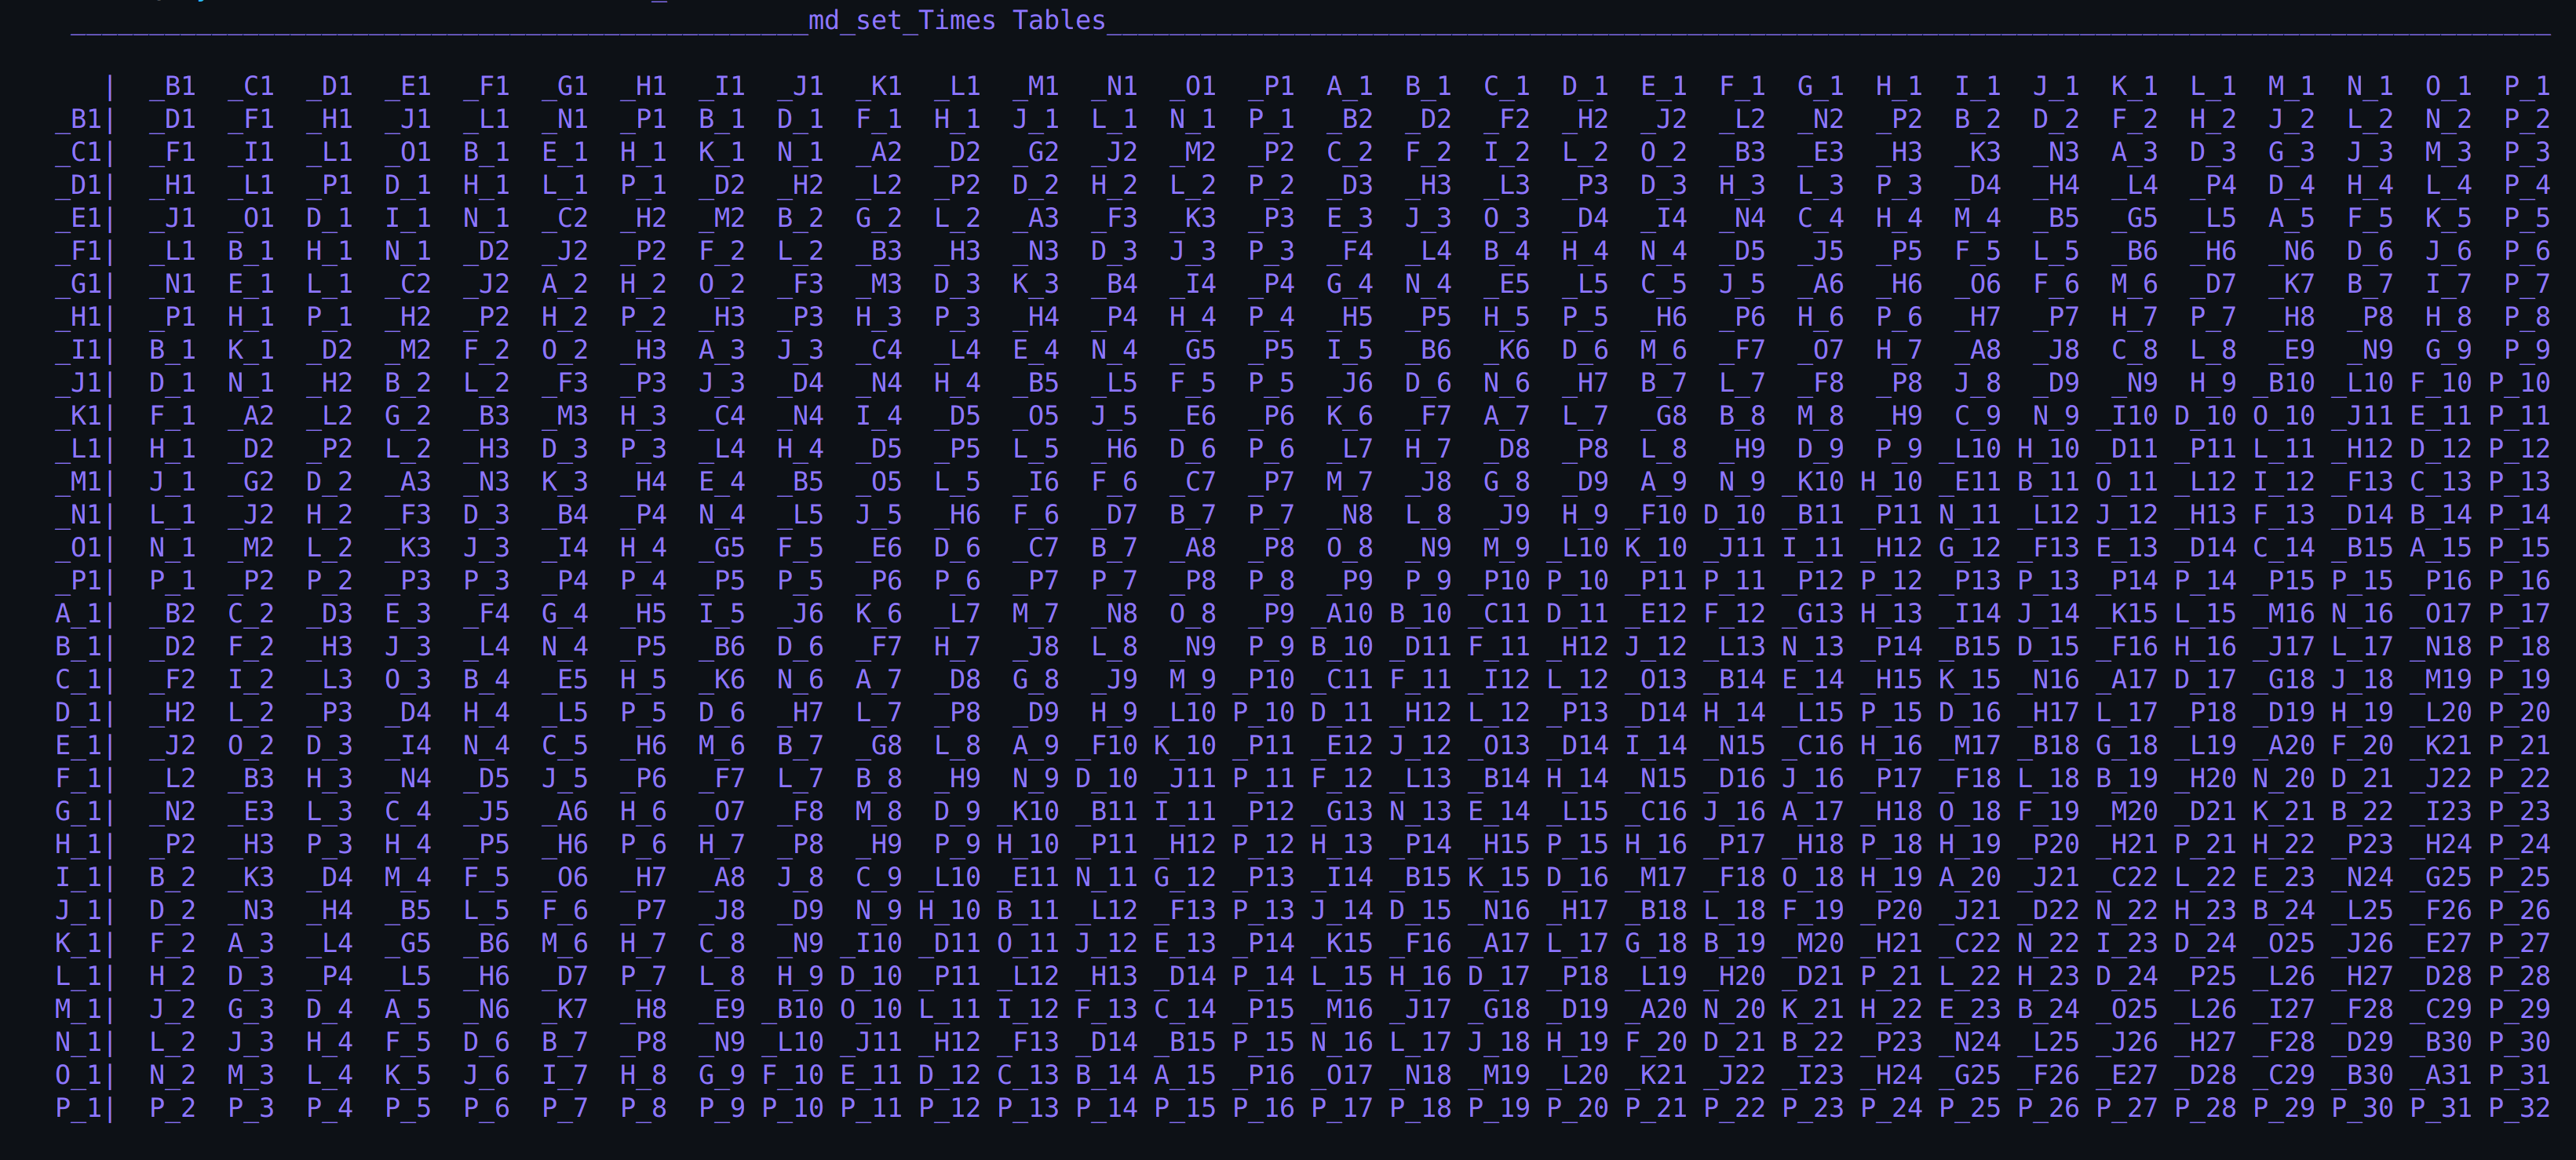 md_set_Times Tables
| _B1 _C1 _D1 _E1 _F1 _G1 _H1 _I1 _J1 _K1 _L1 _M1 _N1 _O1 _P1 A_1 B_1 C_1 D_1 E_1 F_1 G_1 H_1 I_1 J_1 K_1 L_1 M_1 N_1 O_1 P_1
_B1| _D1 _F1 _H1 _J1 _L1 _N1 _P1 B_1 D_1 F_1 H_1 J_1 L_1 N_1 P_1 _B2 _D2 _F2 _H2 _J2 _L2 _N2 _P2 B_2 D_2 F_2 H_2 J_2 L_2 N_2 P_2
_C1| _F1 _I1 _L1 _O1 B_1 E_1 H_1 K_1 N_1 _A2 _D2 _G2 _J2 _M2 _P2 C_2 F_2 I_2 L_2 O_2 _B3 _E3 _H3 _K3 _N3 A_3 D_3 G_3 J_3 M_3 P_3
_D1| _H1 _L1 _P1 D_1 H_1 L_1 P_1 _D2 _H2 _L2 _P2 D_2 H_2 L_2 P_2 _D3 _H3 _L3 _P3 D_3 H_3 L_3 P_3 _D4 _H4 _L4 _P4 D_4 H_4 L_4 P_4
_E1| _J1 _O1 D_1 I_1 N_1 _C2 _H2 _M2 B_2 G_2 L_2 _A3 _F3 _K3 _P3 E_3 J_3 O_3 _D4 _I4 _N4 C_4 H_4 M_4 _B5 _G5 _L5 A_5 F_5 K_5 P_5
_F1| _L1 B_1 H_1 N_1 _D2 _J2 _P2 F_2 L_2 _B3 _H3 _N3 D_3 J_3 P_3 _F4 _L4 B_4 H_4 N_4 _D5 _J5 _P5 F_5 L_5 _B6 _H6 _N6 D_6 J_6 P_6
_G1| _N1 E_1 L_1 _C2 _J2 A_2 H_2 O_2 _F3 _M3 D_3 K_3 _B4 _I4 _P4 G_4 N_4 _E5 _L5 C_5 J_5 _A6 _H6 _O6 F_6 M_6 _D7 _K7 B_7 I_7 P_7
_H1| _P1 H_1 P_1 _H2 _P2 H_2 P_2 _H3 _P3 H_3 P_3 _H4 _P4 H_4 P_4 _H5 _P5 H_5 P_5 _H6 _P6 H_6 P_6 _H7 _P7 H_7 P_7 _H8 _P8 H_8 P_8
_I1| B_1 K_1 _D2 _M2 F_2 O_2 _H3 A_3 J_3 _C4 _L4 E_4 N_4 _G5 _P5 I_5 _B6 _K6 D_6 M_6 _F7 _O7 H_7 _A8 _J8 C_8 L_8 _E9 _N9 G_9 P_9
_J1| D_1 N_1 _H2 B_2 L_2 _F3 _P3 J_3 _D4 _N4 H_4 _B5 _L5 F_5 P_5 _J6 D_6 N_6 _H7 B_7 L_7 _F8 _P8 J_8 _D9 _N9 H_9 _B10 _L10 F_10 P_10
_K1| F_1 _A2 _L2 G_2 _B3 _M3 H_3 _C4 _N4 I_4 _D5 _O5 J_5 _E6 _P6 K_6 _F7 A_7 L_7 _G8 B_8 M_8 _H9 C_9 N_9 _I10 D_10 O_10 _J11 E_11 P_11
_L1| H_1 _D2 _P2 L_2 _H3 D_3 P_3 _L4 H_4 _D5 _P5 L_5 _H6 D_6 P_6 _L7 H_7 _D8 _P8 L_8 _H9 D_9 P_9 _L10 H_10 _D11 _P11 L_11 _H12 D_12 P_12
_M1| J_1 _G2 D_2 _A3 _N3 K_3 _H4 E_4 _B5 _O5 L_5 _I6 F_6 _C7 _P7 M_7 _J8 G_8 _D9 A_9 N_9 _K10 H_10 _E11 B_11 O_11 _L12 I_12 _F13 C_13 P_13
_N1| L_1 _J2 H_2 _F3 D_3 _B4 _P4 N_4 _L5 J_5 _H6 F_6 _D7 B_7 P_7 _N8 L_8 _J9 H_9 _F10 D_10 _B11 _P11 N_11 _L12 J_12 _H13 F_13 _D14 B_14 P_14
_O1| N_1 _M2 L_2 _K3 J_3 _I4 H_4 _G5 F_5 _E6 D_6 _C7 B_7 _A8 _P8 O_8 _N9 M_9 _L10 K_10 _J11 I_11 _H12 G_12 _F13 E_13 _D14 C_14 _B15 A_15 P_15
_P1| P_1 _P2 P_2 _P3 P_3 _P4 P_4 _P5 P_5 _P6 P_6 _P7 P_7 _P8 P_8 _P9 P_9 _P10 P_10 _P11 P_11 _P12 P_12 _P13 P_13 _P14 P_14 _P15 P_15 _P16 P_16
A_1| _B2 C_2 _D3 E_3 _F4 G_4 _H5 I_5 _J6 K_6 _L7 M_7 _N8 O_8 _P9 _A10 B_10 _C11 D_11 _E12 F_12 _G13 H_13 _I14 J_14 _K15 L_15 _M16 N_16 _O17 P_17
B_1| _D2 F_2 _H3 J_3 _L4 N_4 _P5 _B6 D_6 _F7 H_7 _J8 L_8 _N9 P_9 B_10 _D11 F_11 _H12 J_12 _L13 N_13 _P14 _B15 D_15 _F16 H_16 _J17 L_17 _N18 P_18
C_1| _F2 I_2 _L3 O_3 B_4 _E5 H_5 _K6 N_6 A_7 _D8 G_8 _J9 M_9 _P10 _C11 F_11 _I12 L_12 _O13 _B14 E_14 _H15 K_15 _N16 _A17 D_17 _G18 J_18 _M19 P_19
D_1| _H2 L_2 _P3 _D4 H_4 _L5 P_5 D_6 _H7 L_7 _P8 _D9 H_9 _L10 P_10 D_11 _H12 L_12 _P13 _D14 H_14 _L15 P_15 D_16 _H17 L_17 _P18 _D19 H_19 _L20 P_20
E_1| _J2 O_2 D_3 _I4 N_4 C_5 _H6 M_6 B_7 _G8 L_8 A_9 _F10 K_10 _P11 _E12 J_12 _O13 _D14 I_14 _N15 _C16 H_16 _M17 _B18 G_18 _L19 _A20 F_20 _K21 P_21
F_1| _L2 _B3 H_3 _N4 _D5 J_5 _P6 _F7 L_7 B_8 _H9 N_9 D_10 _J11 P_11 F_12 _L13 _B14 H_14 _N15 _D16 J_16 _P17 _F18 L_18 B_19 _H20 N_20 D_21 _J22 P_22
G_1| _N2 _E3 L_3 C_4 _J5 _A6 H_6 _O7 _F8 M_8 D_9 _K10 _B11 I_11 _P12 _G13 N_13 E_14 _L15 _C16 J_16 A_17 _H18 O_18 F_19 _M20 _D21 K_21 B_22 _I23 P_23
H_1| _P2 _H3 P_3 H_4 _P5 _H6 P_6 H_7 _P8 _H9 P_9 H_10 _P11 _H12 P_12 H_13 _P14 _H15 P_15 H_16 _P17 _H18 P_18 H_19 _P20 _H21 P_21 H_22 _P23 _H24 P_24
I_1| B_2 _K3 _D4 M_4 F_5 _O6 _H7 _A8 J_8 C_9 _L10 _E11 N_11 G_12 _P13 _I14 _B15 K_15 D_16 _M17 _F18 O_18 H_19 A_20 _J21 _C22 L_22 E_23 _N24 _G25 P_25
J_1| D_2 _N3 _H4 _B5 L_5 F_6 _P7 _J8 _D9 N_9 H_10 B_11 _L12 _F13 P_13 J_14 D_15 _N16 _H17 _B18 L_18 F_19 _P20 _J21 _D22 N_22 H_23 B_24 _L25 _F26 P_26
K_1| F_2 A_3 _L4 _G5 _B6 M_6 H_7 C_8 _N9 _I10 _D11 O_11 J_12 E_13 _P14 _K15 _F16 _A17 L_17 G_18 B_19 _M20 _H21 _C22 N_22 I_23 D_24 _O25 _J26 _E27 P_27
L_1| H_2 D_3 _P4 _L5 _H6 _D7 P_7 L_8 H_9 D_10 _P11 _L12 _H13 _D14 P_14 L_15 H_16 D_17 _P18 _L19 _H20 _D21 P_21 L_22 H_23 D_24 _P25 _L26 _H27 _D28 P_28
M_1| J_2 G_3 D_4 A_5 _N6 _K7 _H8 _E9 _B10 O_10 L_11 I_12 F_13 C_14 _P15 _M16 _J17 _G18 _D19 _A20 N_20 K_21 H_22 E_23 B_24 _O25 _L26 _I27 _F28 _C29 P_29
N_1| L_2 J_3 H_4 F_5 D_6 B_7 _P8 _N9 _L10 _J11 _H12 _F13 _D14 _B15 P_15 N_16 L_17 J_18 H_19 F_20 D_21 B_22 _P23 _N24 _L25 _J26 _H27 _F28 _D29 _B30 P_30
O_1| N_2 M_3 L_4 K_5 J_6 I_7 H_8 G_9 F_10 E_11 D_12 C_13 B_14 A_15 _P16 _O17 _N18 _M19 _L20 _K21 _J22 _I23 _H24 _G25 _F26 _E27 _D28 _C29 _B30 _A31 P_31
P_1| P_2 P_3 P_4 P_5 P_6 P_7 P_8 P_9 P_10 P_11 P_12 P_13 P_14 P_15 P_16 P_17 P_18 P_19 P_20 P_21 P_22 P_23 P_24 P_25 P_26 P_27 P_28 P_29 P_30 P_31 P_32